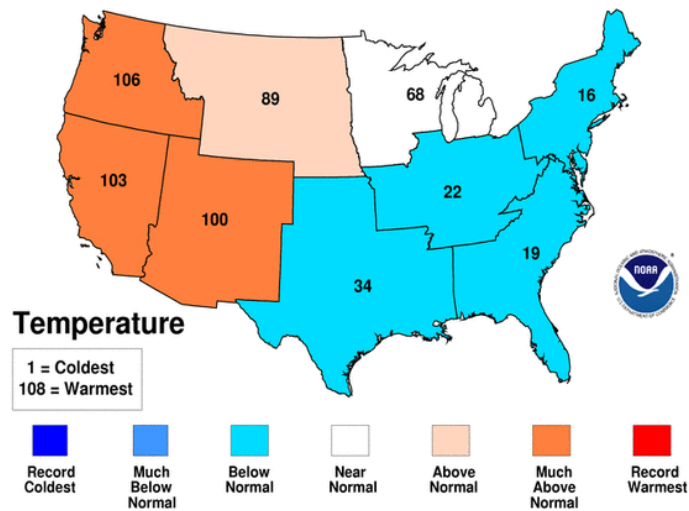 106
89
68
16
103
100
22
19
34
NOAA
Temperature
1 = Coldest
108 = Warmest
Record
Coldest
Much
Below
Normal
Below
Normal
Near
Normal
Above
Normal
Much
Above
Normal
Record
Warmest